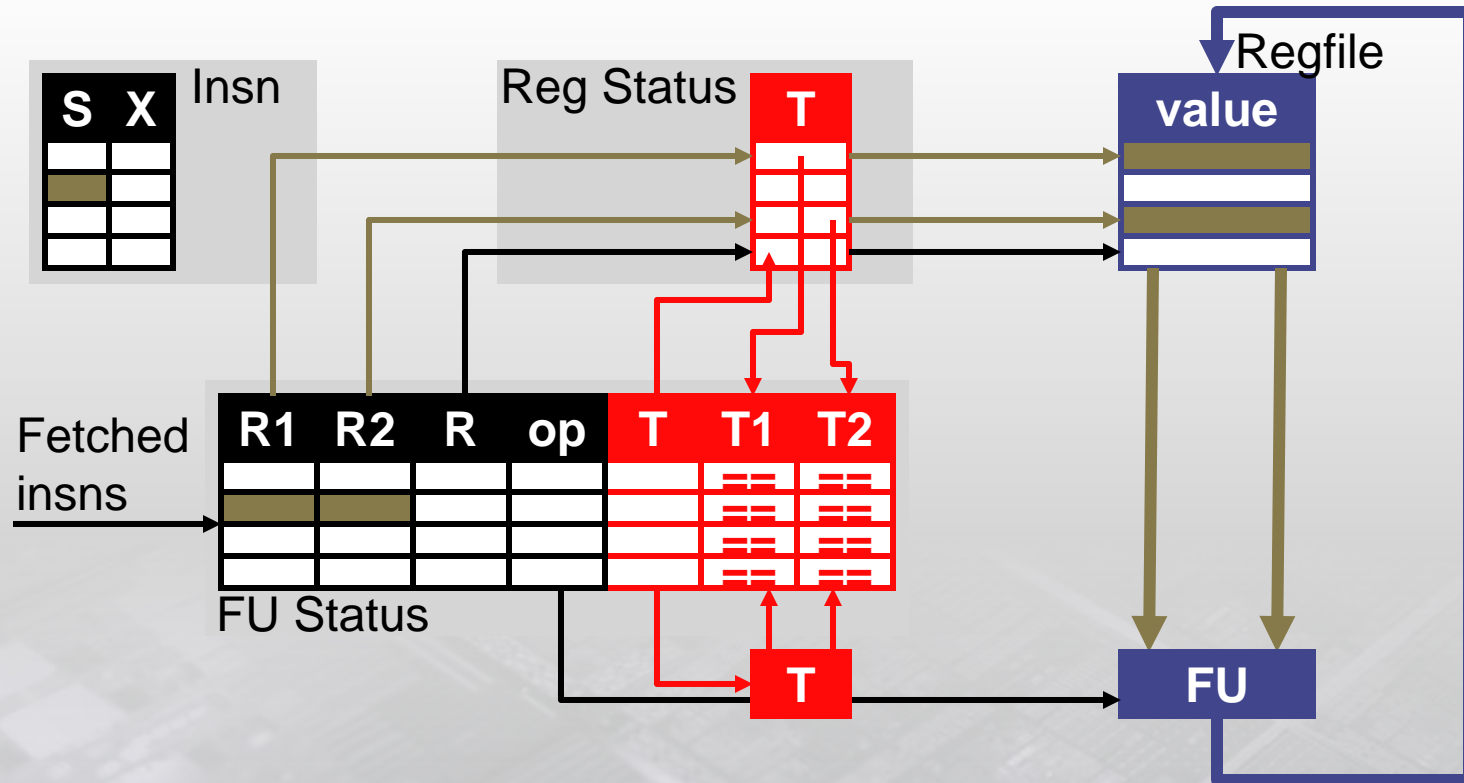 Insn
S X
Reg Status
T
Regfile
value
Fetched
insns
R1 R2 R op T T1 T2
== ==
== ==
== ==
== ==
FU Status
T
FU